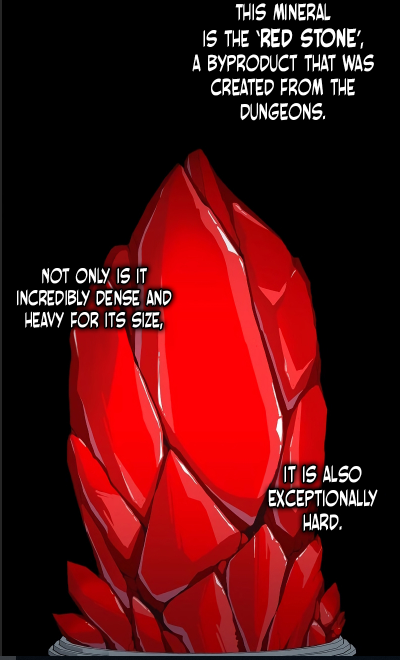 THIS MINERAL
IS THE 'RED STONE',
A BYPRODUCT THAT WAS
CREATED FROM THE
DUNGEONS.
NOT ONLY IS IT
INCREDIBLY DENSE AND
HEAVY FOR ITS SIZE,
IT IS ALSO
EXCEPTIONALLY
HARD.